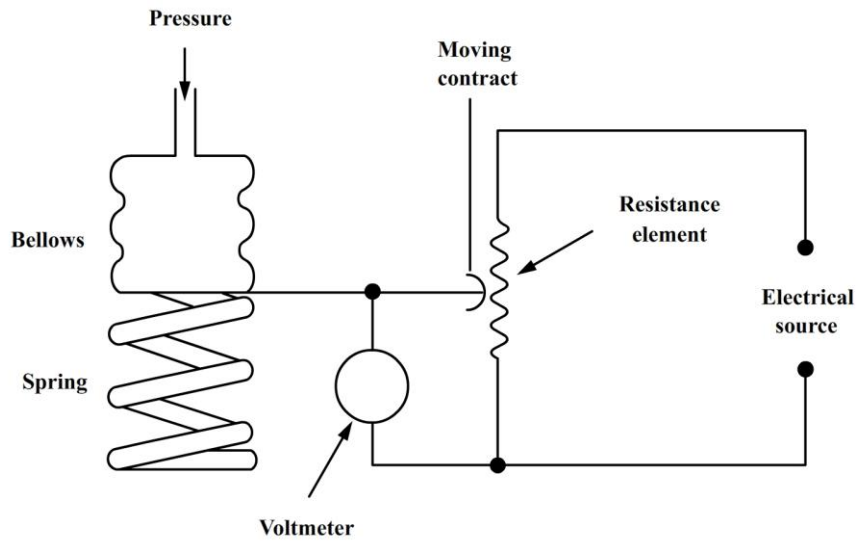 Pressure
Moving
contract
Resistance
element
Bellows
Electrical
source
Spring
Voltmeter